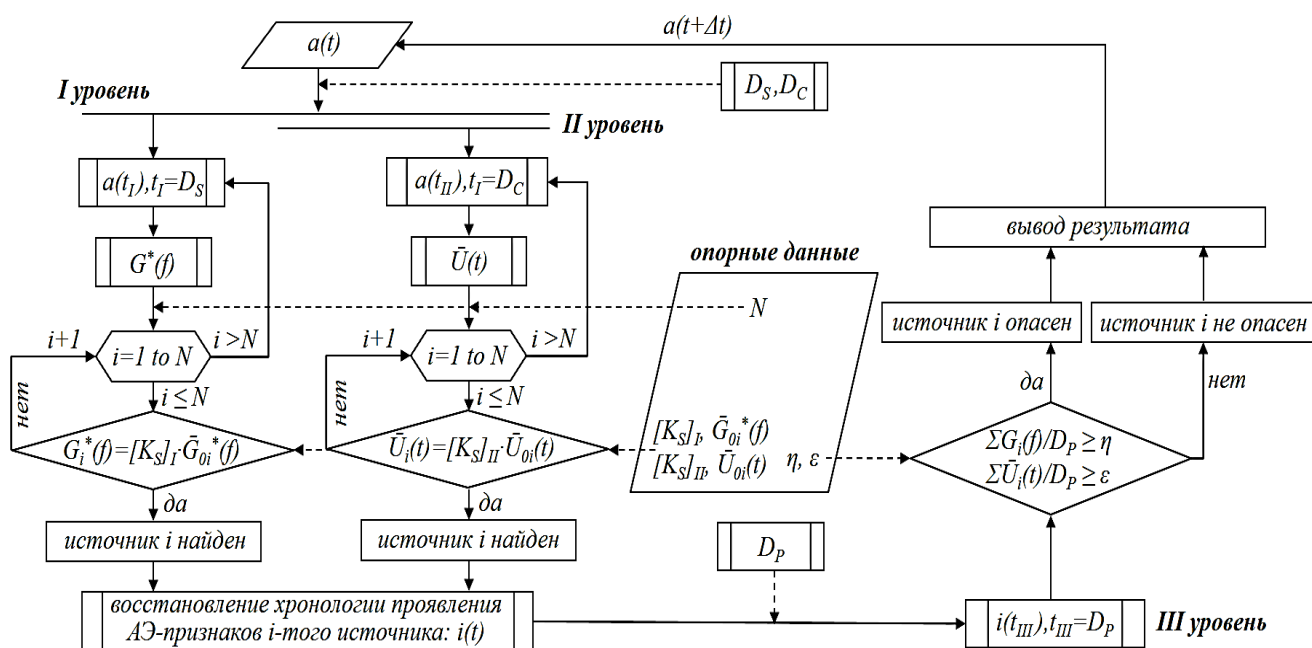 a(t+Δt)
a(t)
I уровень
D_S, D_C
II уровень
a(t_I), t_I=D_S
a(t_II), t_I=D_C
вывод результата
G*(f)
Ū(t)
опорные данные
N
источник i опасен
источник i не опасен
i+1
i=1 to N
i >N
i+1
i=1 to N
i >N
нет
i ≤ N
нет
i ≤ N
да
нет
G_i*(f)=[K_S]_I·Ḡ_0i*(f)
Ū_i(t)=[K_S]_II·Ū_0i(t)
[K_S]_I, Ḡ_0i*(f)
[K_S]_II, Ū_0i(t)
η, ε
ΣG_i(f)/D_P ≥ η
ΣŪ_i(t)/D_P ≥ ε
да
да
источник i найден
источник i найден
D_P
восстановление хронологии проявления
АЭ-признаков i-того источника: i(t)
i(t_III), t_III=D_P
III уровень